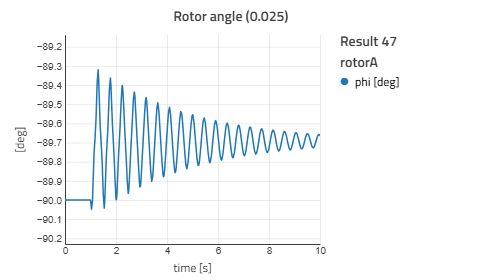 Rotor angle (0.025)
Result 47
rotorA
phi [deg]
[deg]
−89.2
−89.3
−89.4
−89.5
−89.6
−89.7
−89.8
−89.9
−90.0
−90.1
−90.2
0 2 4 6 8 10
time [s]